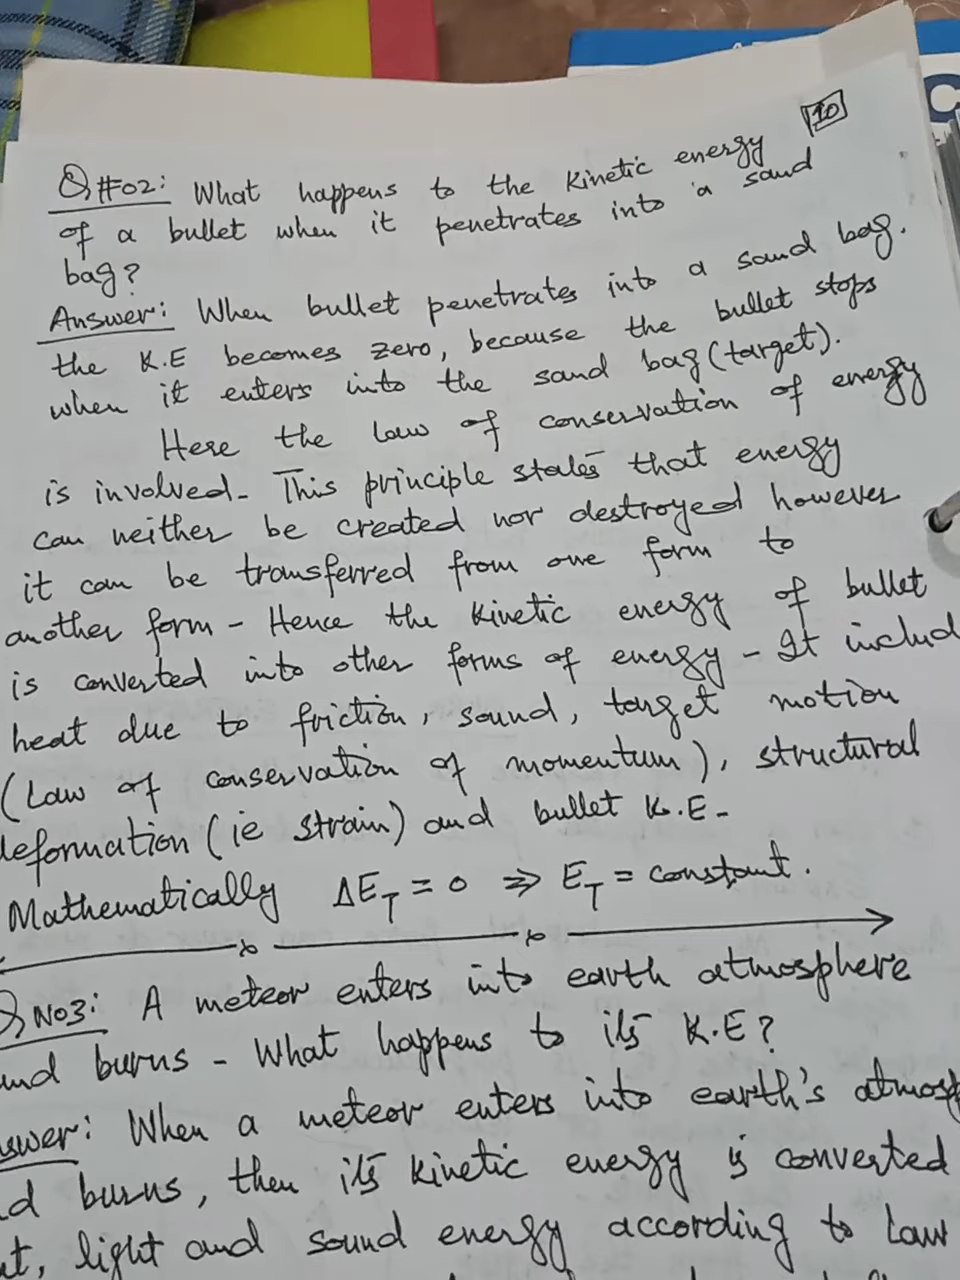 10
Q#02: What happens to the Kinetic energy
of a bullet when it penetrates into a sand
bag?
Answer: When bullet penetrates into a sand bag.
the K.E becomes zero, because the bullet stops
when it enters into the sand bag (target).
Here the law of conservation of energy
is involved- This principle states that energy
can neither be created nor destroyed however
it can be transferred from one form to
another form - Hence the kinetic energy of bullet
is converted into other forms of energy - It includ
heat due to friction, sound, target motion
(Law of conservation of momentum), structural
deformation (ie strain) and bullet K.E-
Mathematically ΔE_T = 0 ⇒ E_T = constant.
Q No3: A meteor enters into earth atmosphere
and burns - What happens to its K.E?
nswer: When a meteor enters into earth's atmosp
d burns, then its kinetic energy is converted
t, light and sound energy according to Law